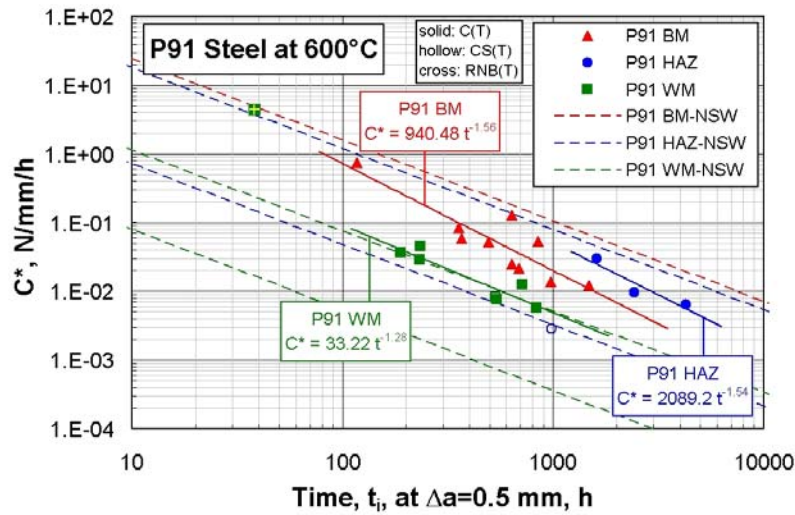 P91 Steel at 600°C
solid: C(T)
hollow: CS(T)
cross: RNB(T)
P91 BM
P91 HAZ
P91 WM
P91 BM-NSW
P91 HAZ-NSW
P91 WM-NSW
P91 BM
C* = 940.48 t^-1.56
P91 WM
C* = 33.22 t^-1.28
P91 HAZ
C* = 2089.2 t^-1.54
C*, N/mm/h
1.E+02
1.E+01
1.E+00
1.E-01
1.E-02
1.E-03
1.E-04
10 100 1000 10000
Time, tᵢ, at Δa=0.5 mm, h